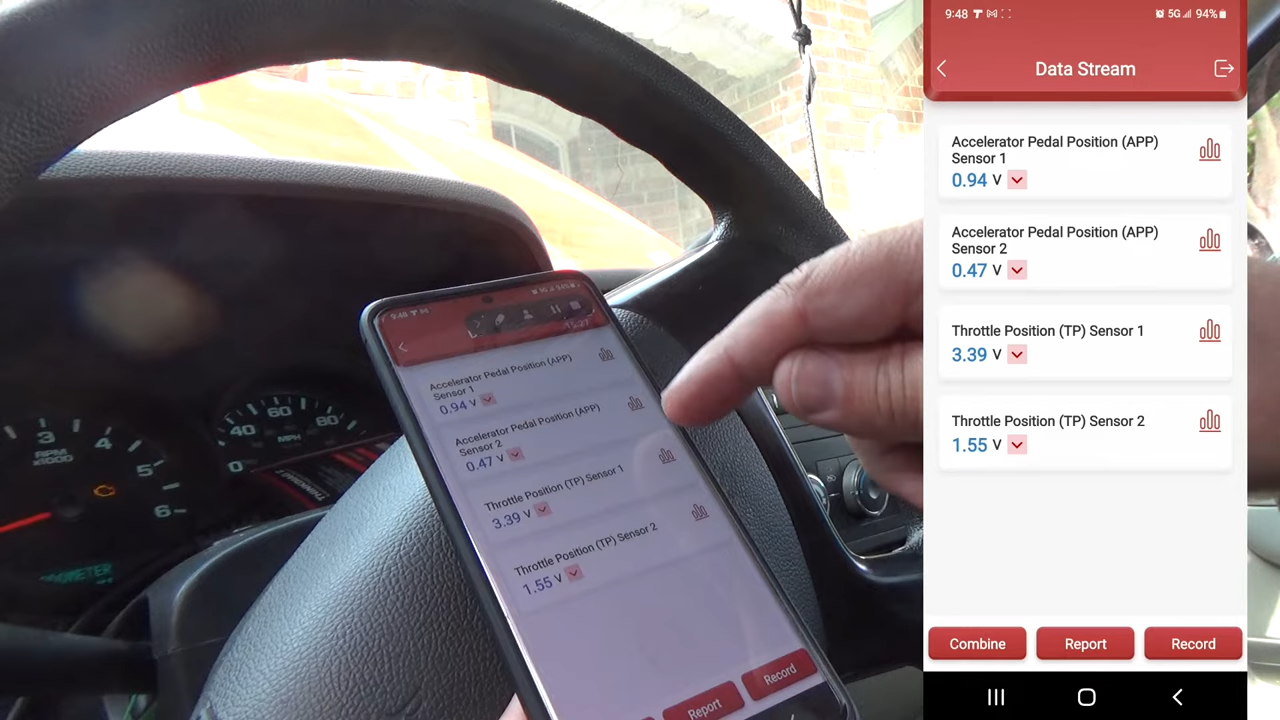 9:48
5G 94%
Data Stream
Accelerator Pedal Position (APP)
Sensor 1
0.94 V
Accelerator Pedal Position (APP)
Sensor 2
0.47 V
Throttle Position (TP) Sensor 1
3.39 V
Throttle Position (TP) Sensor 2
1.55 V
Combine
Report
Record
9:48
5G 94%
Accelerator Pedal Position (APP)
Sensor 1
0.94 V
Accelerator Pedal Position (APP)
Sensor 2
0.47 V
Throttle Position (TP) Sensor 1
3.39 V
Throttle Position (TP) Sensor 2
1.55 V
Report
Record
3 4 5 6
RPM
x1000
0 40 60 80
MPH